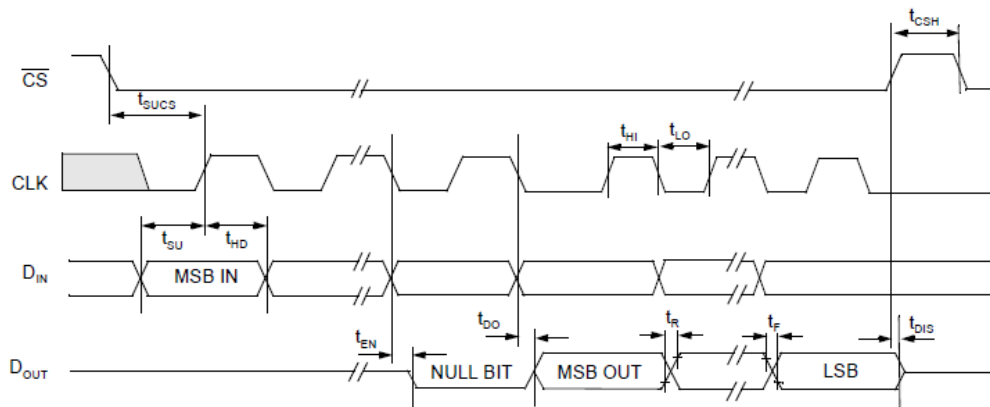 tCSH
CS
tSUCS
tHI tLO
CLK
tSU tHD
DIN MSB IN
tEN tDO tR tF tDIS
DOUT NULL BIT MSB OUT LSB